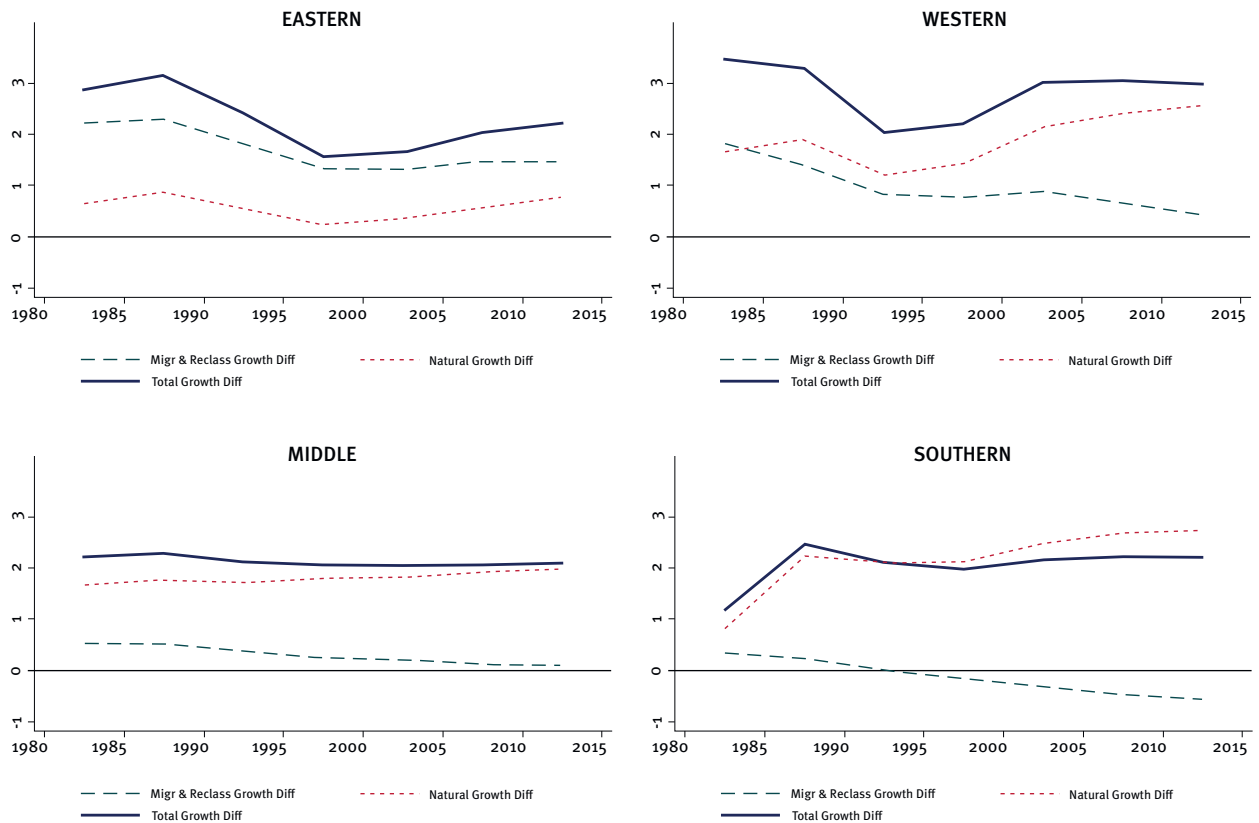 EASTERN
3
2
1
0
-1
1980 1985 1990 1995 2000 2005 2010 2015
Migr & Reclass Growth Diff Natural Growth Diff
Total Growth Diff
WESTERN
3
2
1
0
-1
1980 1985 1990 1995 2000 2005 2010 2015
Migr & Reclass Growth Diff Natural Growth Diff
Total Growth Diff
MIDDLE
3
2
1
0
-1
1980 1985 1990 1995 2000 2005 2010 2015
Migr & Reclass Growth Diff Natural Growth Diff
Total Growth Diff
SOUTHERN
3
2
1
0
-1
1980 1985 1990 1995 2000 2005 2010 2015
Migr & Reclass Growth Diff Natural Growth Diff
Total Growth Diff